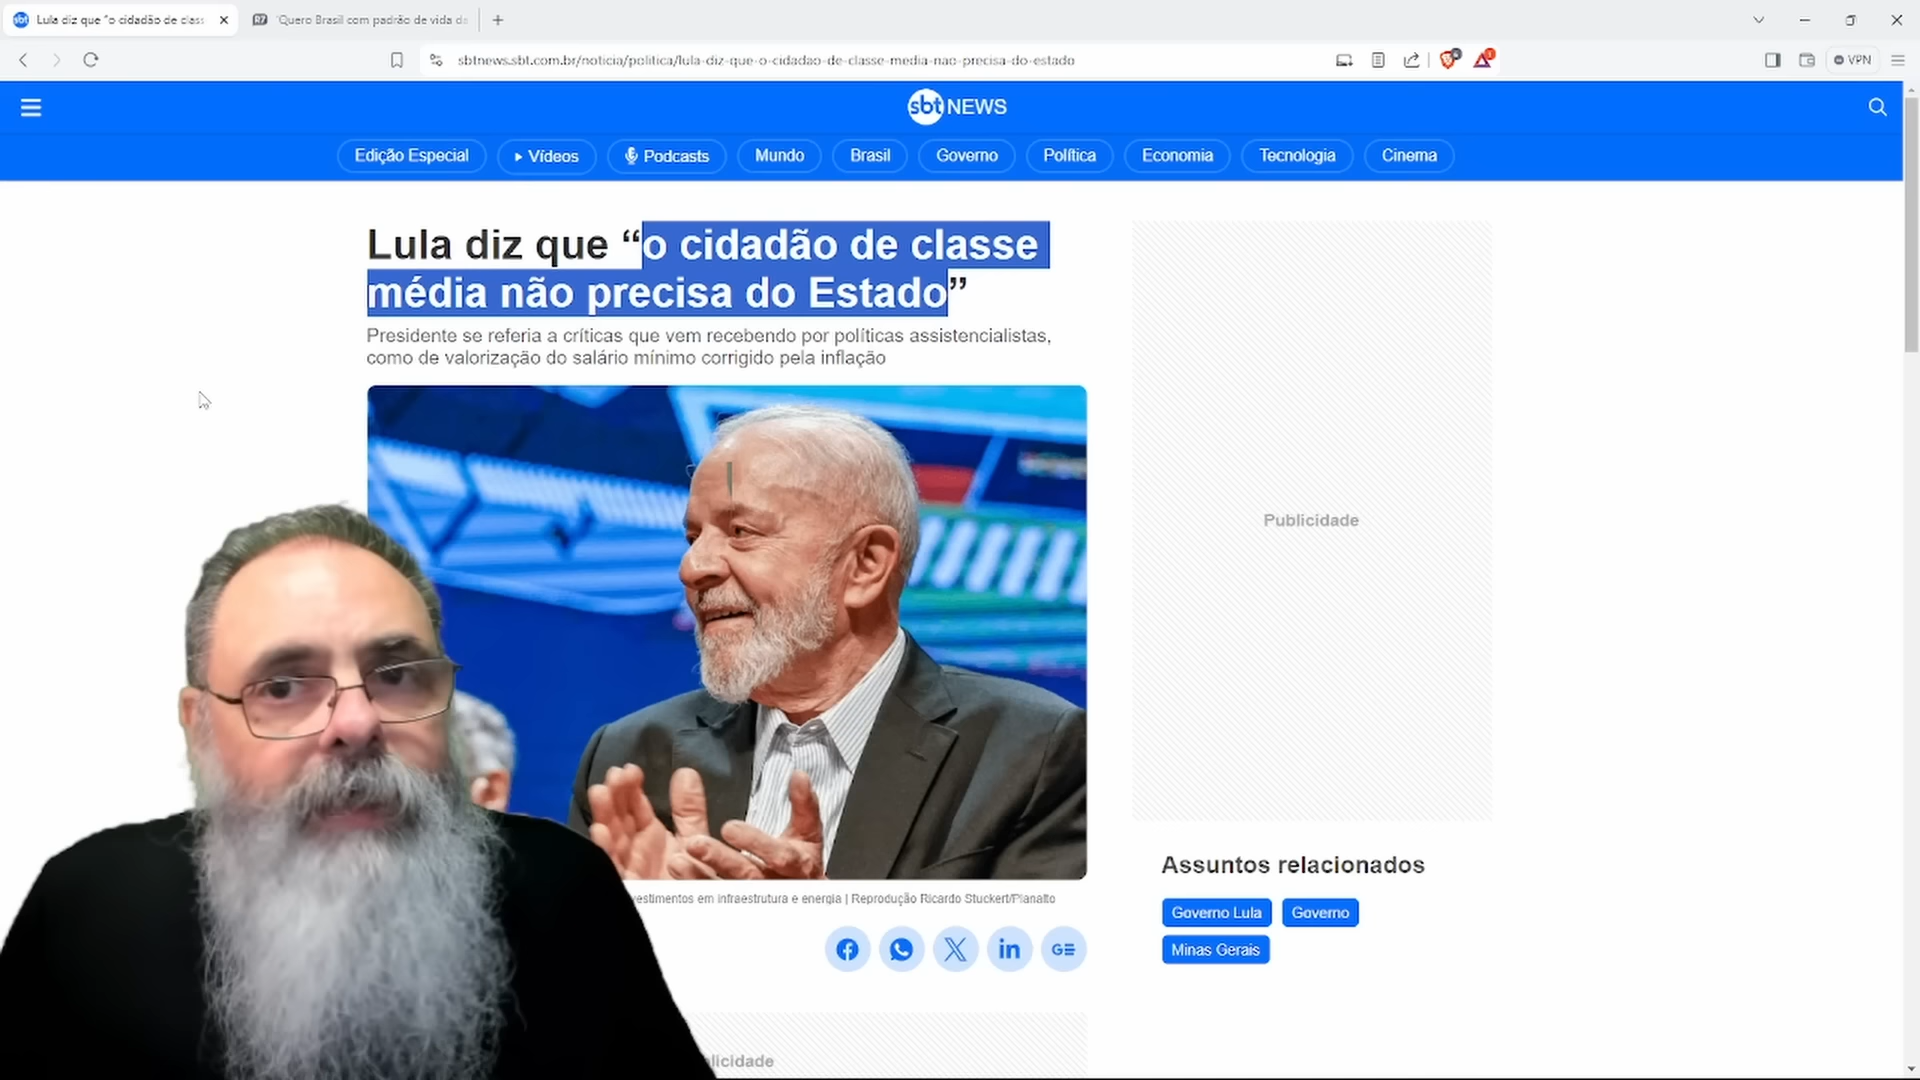 Lula diz que "o cidadão de clas
"Quero Brasil com padrão de vida d
sbtnews.sbt.com.br/noticia/politica/lula-diz-que-o-cidadao-de-classe-media-nao-precisa-do-estado
VPN
sbt NEWS
Edição Especial
Vídeos
Podcasts
Mundo
Brasil
Governo
Política
Economia
Tecnologia
Cinema
Lula diz que “o cidadão de classe
média não precisa do Estado”
Presidente se referia a críticas que vem recebendo por políticas assistencialistas,
como de valorização do salário mínimo corrigido pela inflação
Publicidade
em infraestrutura e energia | Reprodução Ricardo Stuckert/Planalto
Assuntos relacionados
Governo Lula
Governo
Minas Gerais